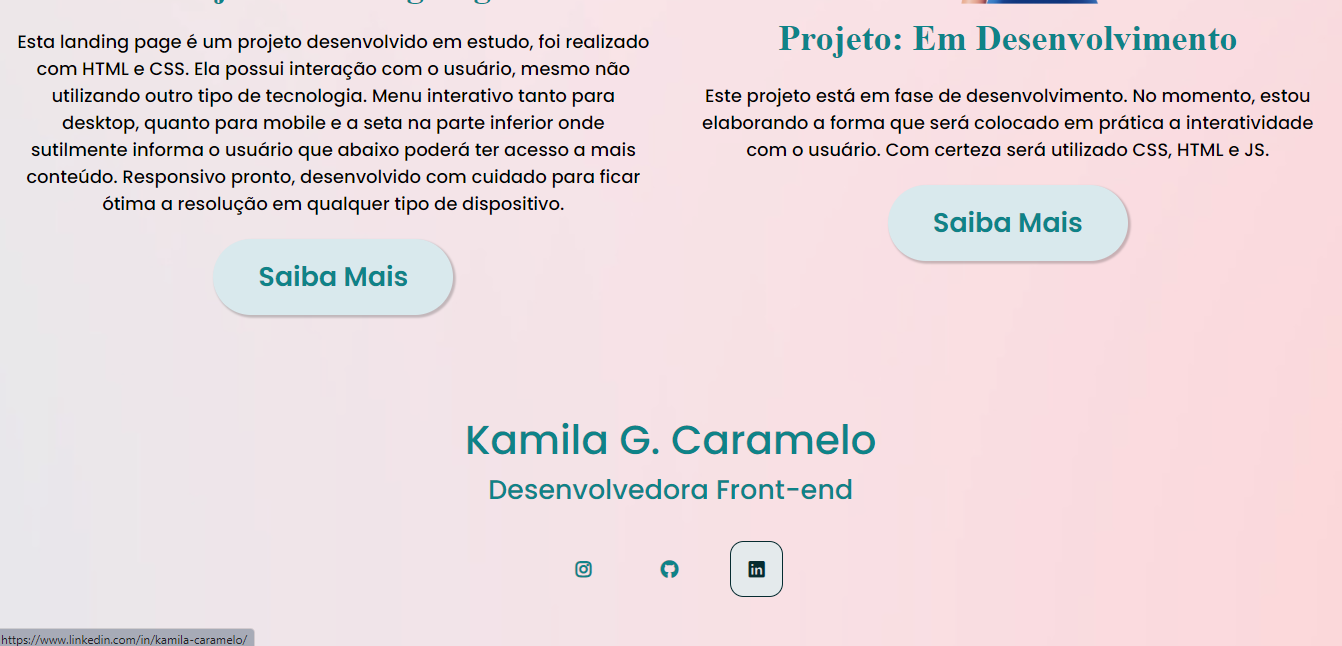 Esta landing page é um projeto desenvolvido em estudo, foi realizado
com HTML e CSS. Ela possui interação com o usuário, mesmo não
utilizando outro tipo de tecnologia. Menu interativo tanto para
desktop, quanto para mobile e a seta na parte inferior onde
sutilmente informa o usuário que abaixo poderá ter acesso a mais
conteúdo. Responsivo pronto, desenvolvido com cuidado para ficar
ótima a resolução em qualquer tipo de dispositivo.
Saiba Mais
Projeto: Em Desenvolvimento
Este projeto está em fase de desenvolvimento. No momento, estou
elaborando a forma que será colocado em prática a interatividade
com o usuário. Com certeza será utilizado CSS, HTML e JS.
Saiba Mais
Kamila G. Caramelo
Desenvolvedora Front-end
in
https://www.linkedin.com/in/kamila-caramelo/